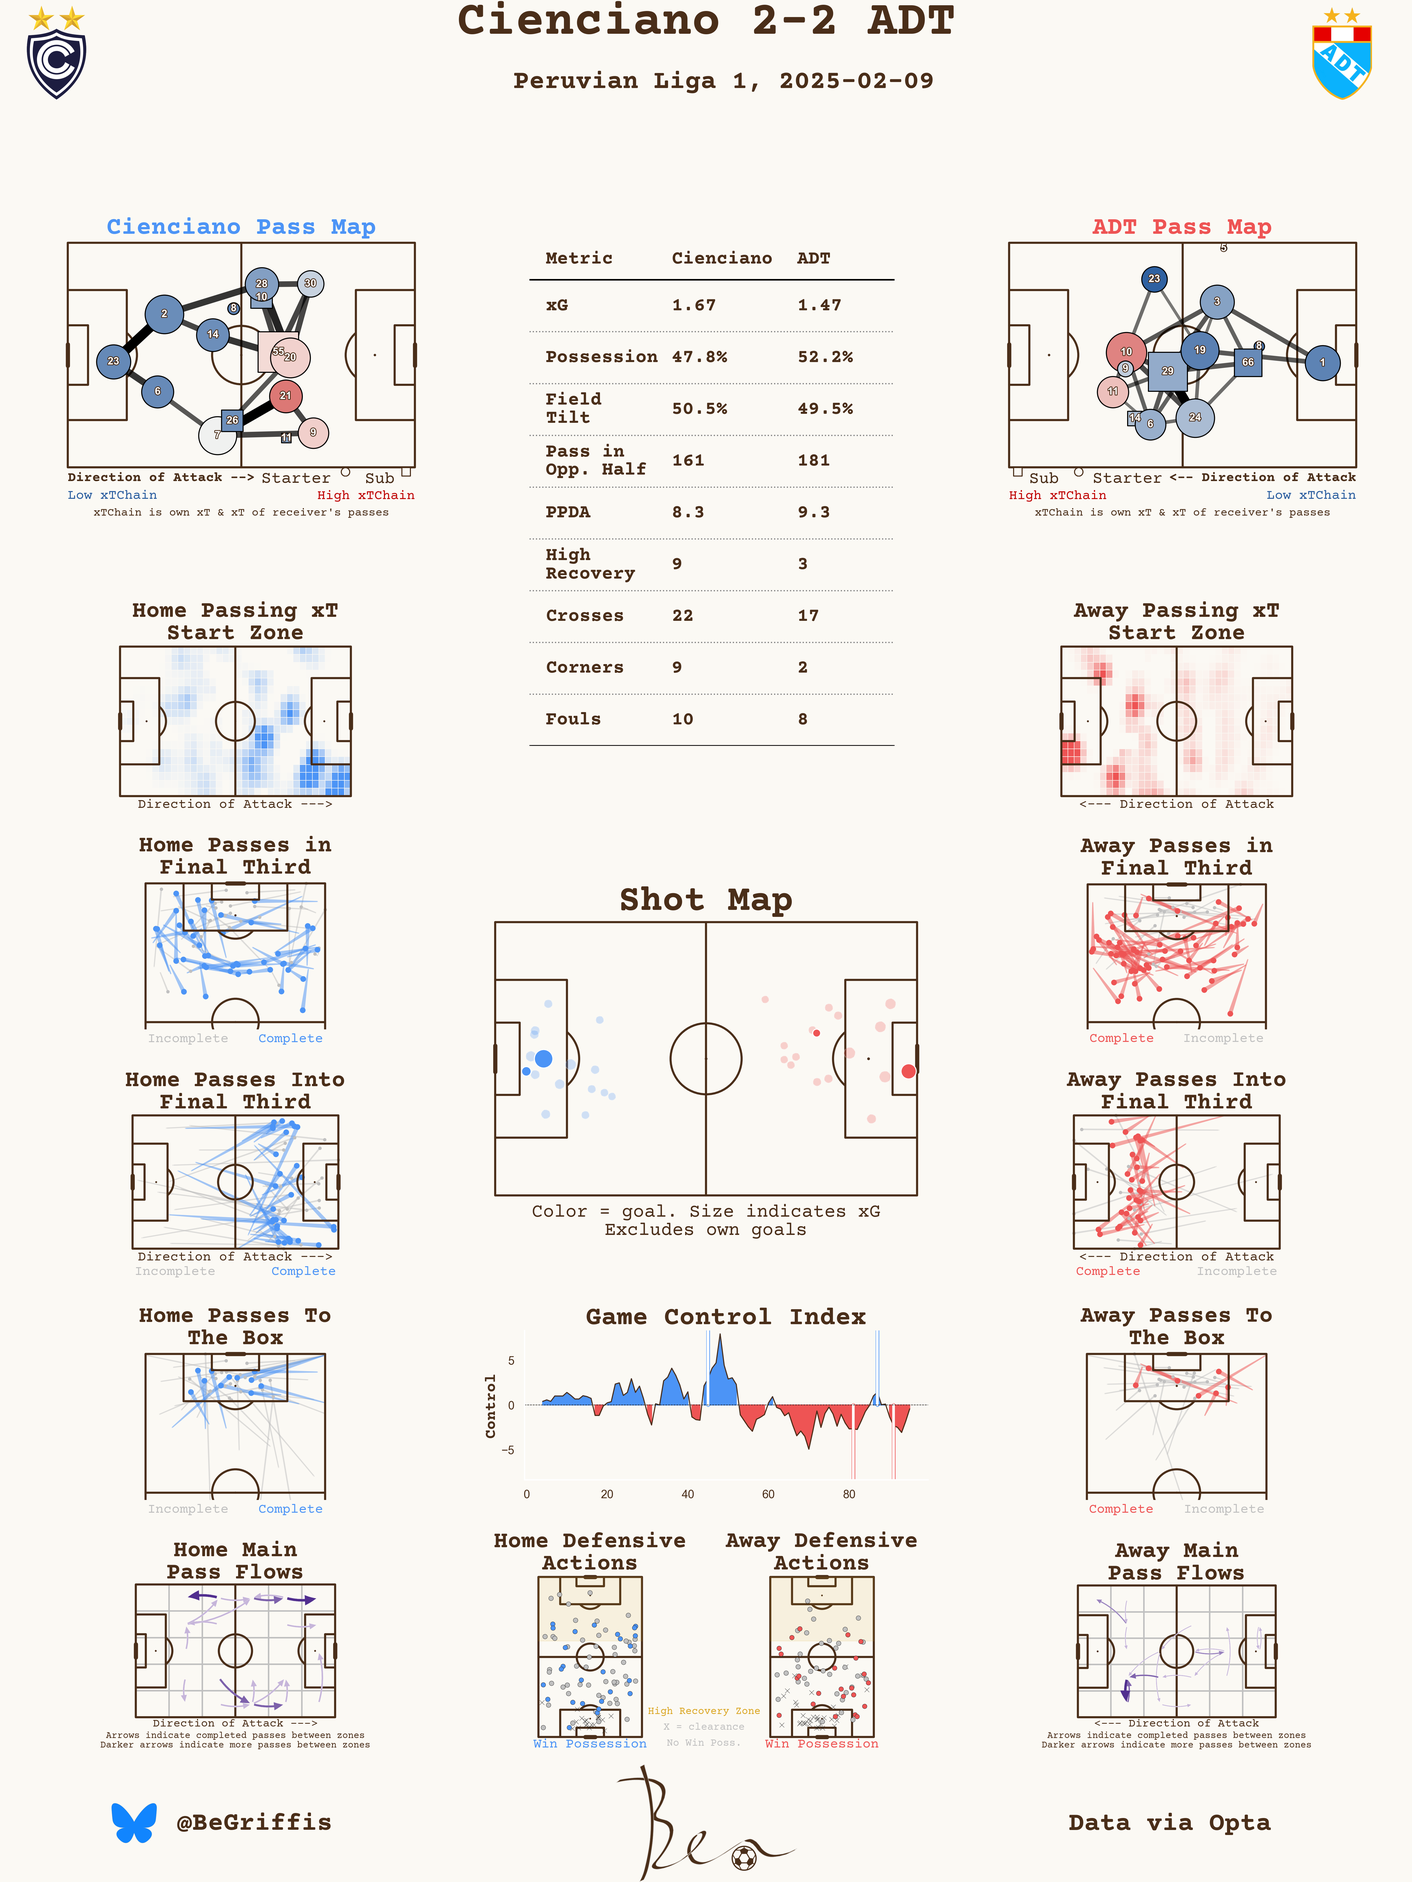 Cienciano 2-2 ADT
Peruvian Liga 1, 2025-02-09
ADT
Cienciano Pass Map
28
30
10
8
2
14
55
20
23
6
21
26
7
11
9
Direction of Attack --> Starter Sub
Low xTChain High xTChain
xTChain is own xT & xT of receiver's passes
Metric Cienciano ADT
xG 1.67 1.47
Possession 47.8% 52.2%
Field
Tilt 50.5% 49.5%
Pass in
Opp. Half 161 181
PPDA 8.3 9.3
High
Recovery 9 3
Crosses 22 17
Corners 9 2
Fouls 10 8
ADT Pass Map
5
23
3
10
19
8
66
1
9
29
11
14
6
24
Sub Starter <-- Direction of Attack
High xTChain Low xTChain
xTChain is own xT & xT of receiver's passes
Home Passing xT
Start Zone
Direction of Attack --->
Away Passing xT
Start Zone
<--- Direction of Attack
Home Passes in
Final Third
Incomplete Complete
Away Passes in
Final Third
Complete Incomplete
Shot Map
Color = goal. Size indicates xG
Excludes own goals
Home Passes Into
Final Third
Direction of Attack --->
Incomplete Complete
Away Passes Into
Final Third
<--- Direction of Attack
Complete Incomplete
Home Passes To
The Box
Incomplete Complete
Game Control Index
Control
5
0
−5
0 20 40 60 80
Away Passes To
The Box
Complete Incomplete
Home Main
Pass Flows
Direction of Attack --->
Arrows indicate completed passes between zones
Darker arrows indicate more passes between zones
Home Defensive
Actions
Win Possession
Away Defensive
Actions
Win Possession
High Recovery Zone
X = clearance
No Win Poss.
Away Main
Pass Flows
<--- Direction of Attack
Arrows indicate completed passes between zones
Darker arrows indicate more passes between zones
@BeGriffis
Ben
Data via Opta